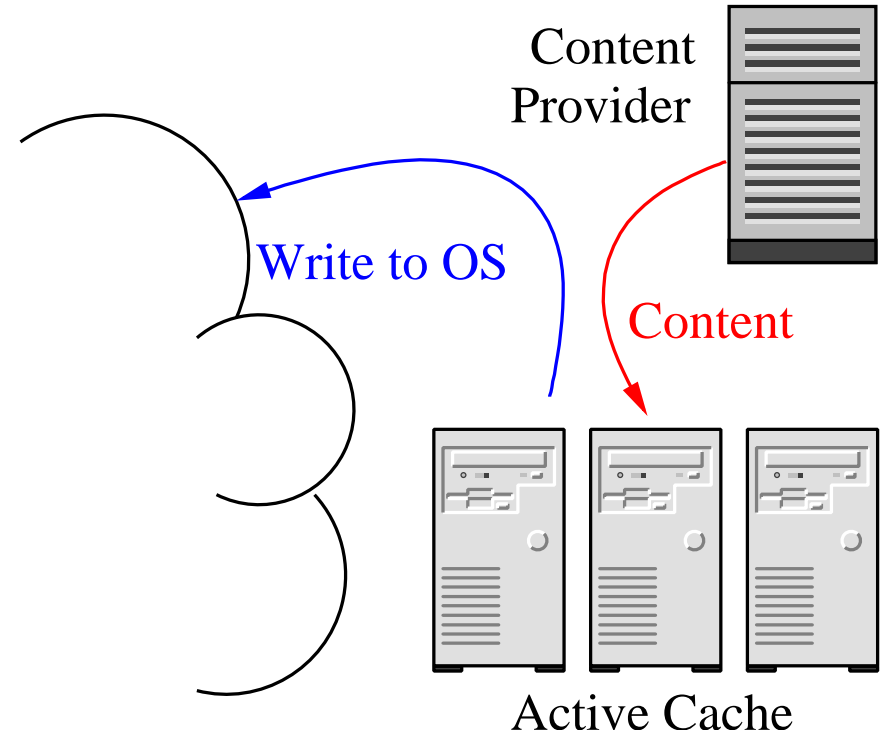 Content
Provider
Write to OS
Content
Active Cache